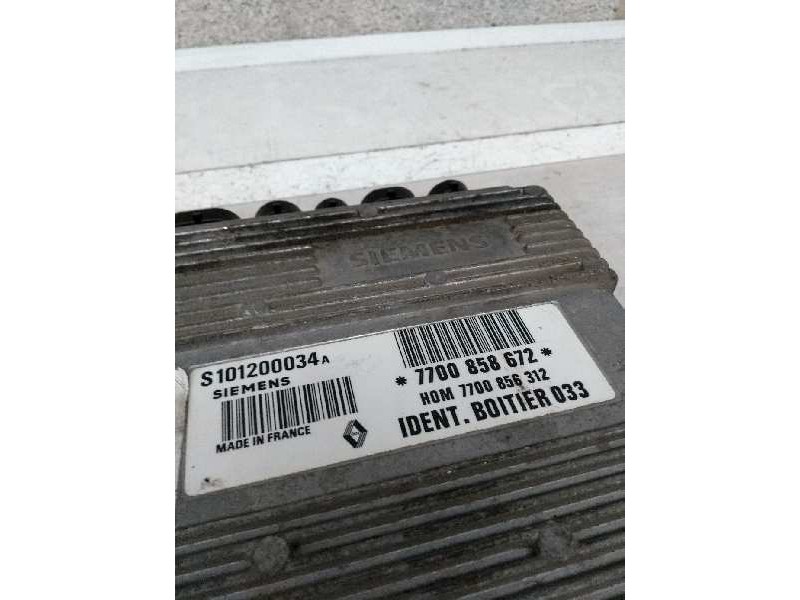 SIEMENS
S101200034A
SIEMENS
MADE IN FRANCE
* 7700 858 672 *
HOM 7700 856 312
IDENT. BOITIER 033